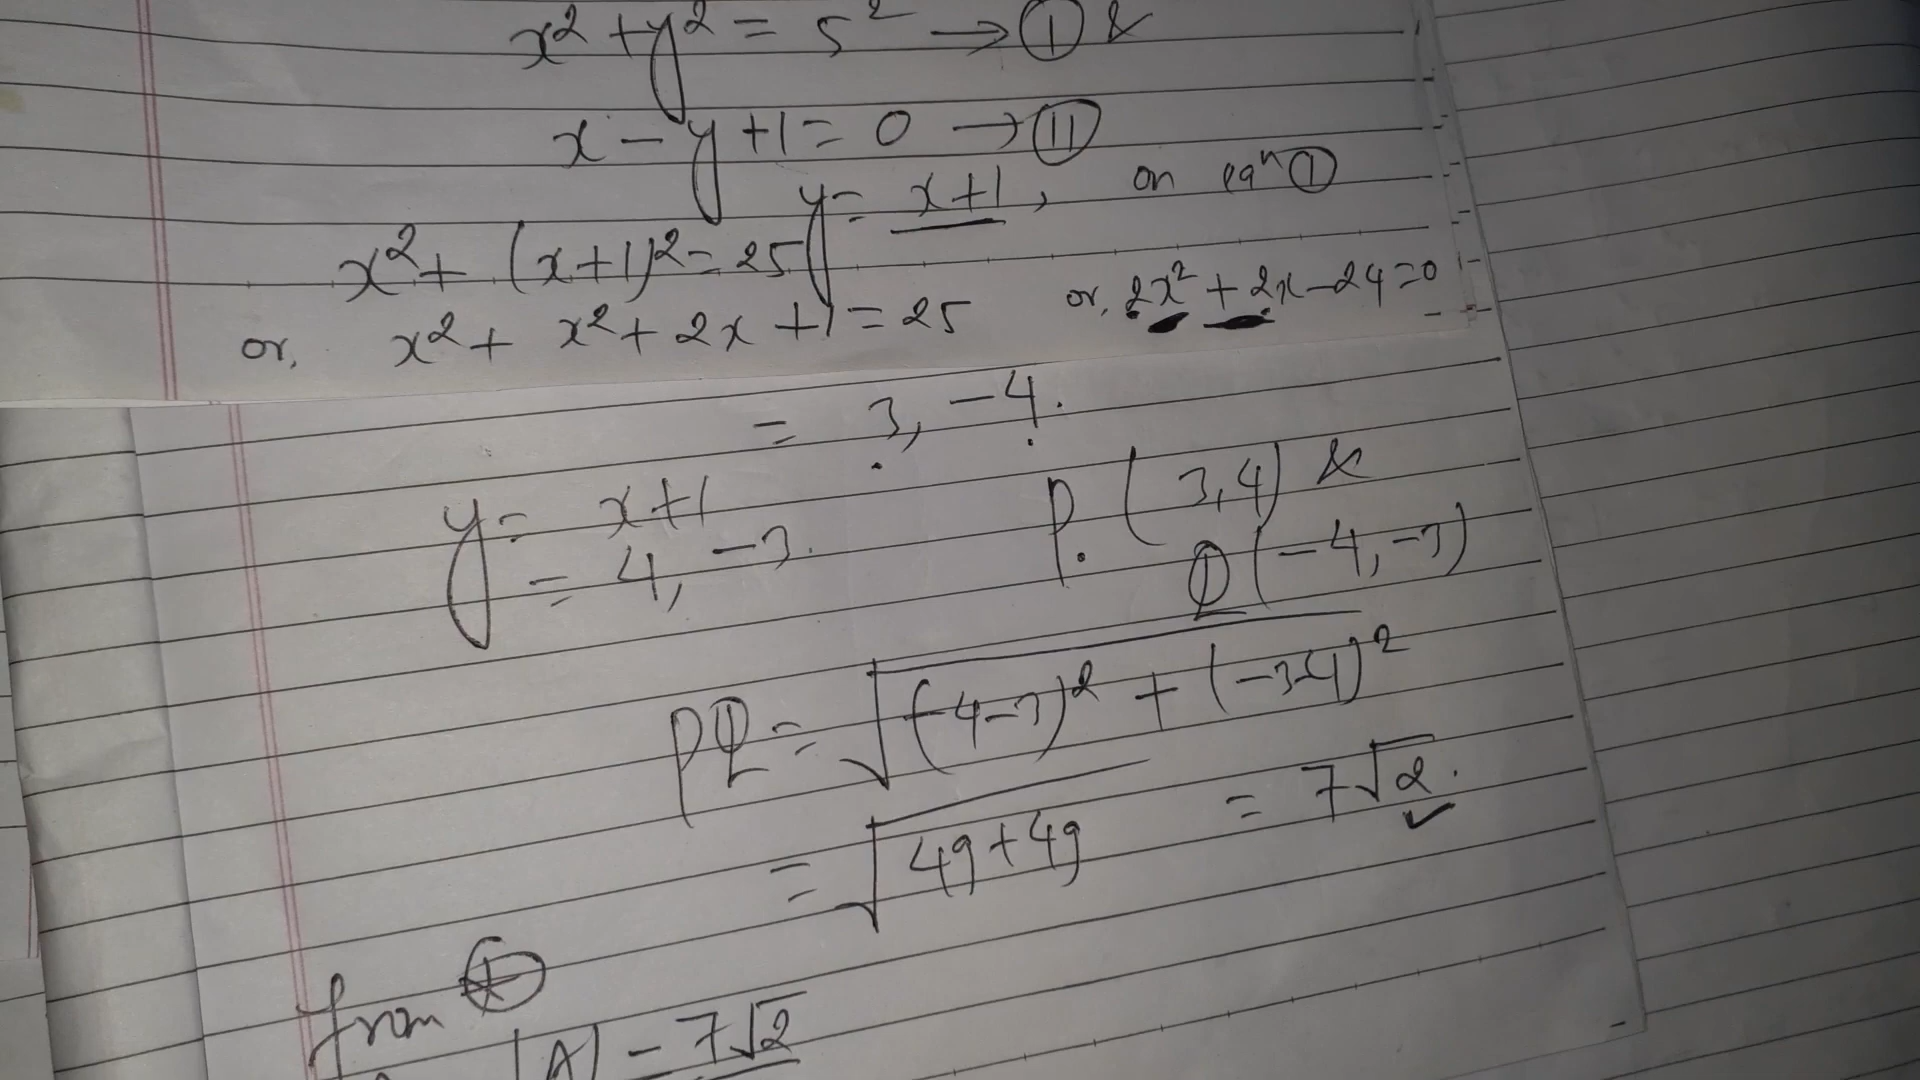 x² + y² = 5² → (I) &
x - y + 1 = 0 → (II)
y = x+1, on eqⁿ (I)
x² + (x+1)² = 25
or, x² + x² + 2x + 1 = 25 or, 2x² + 2x - 24 = 0
= 3, -4.
y = x+1 P. (3,4) &
= 4, -3. Q (-4, -3)
PQ = √((-4-3)² + (-3-4)²)
= √(49+49) = 7√2.
from
|A| = 7√2